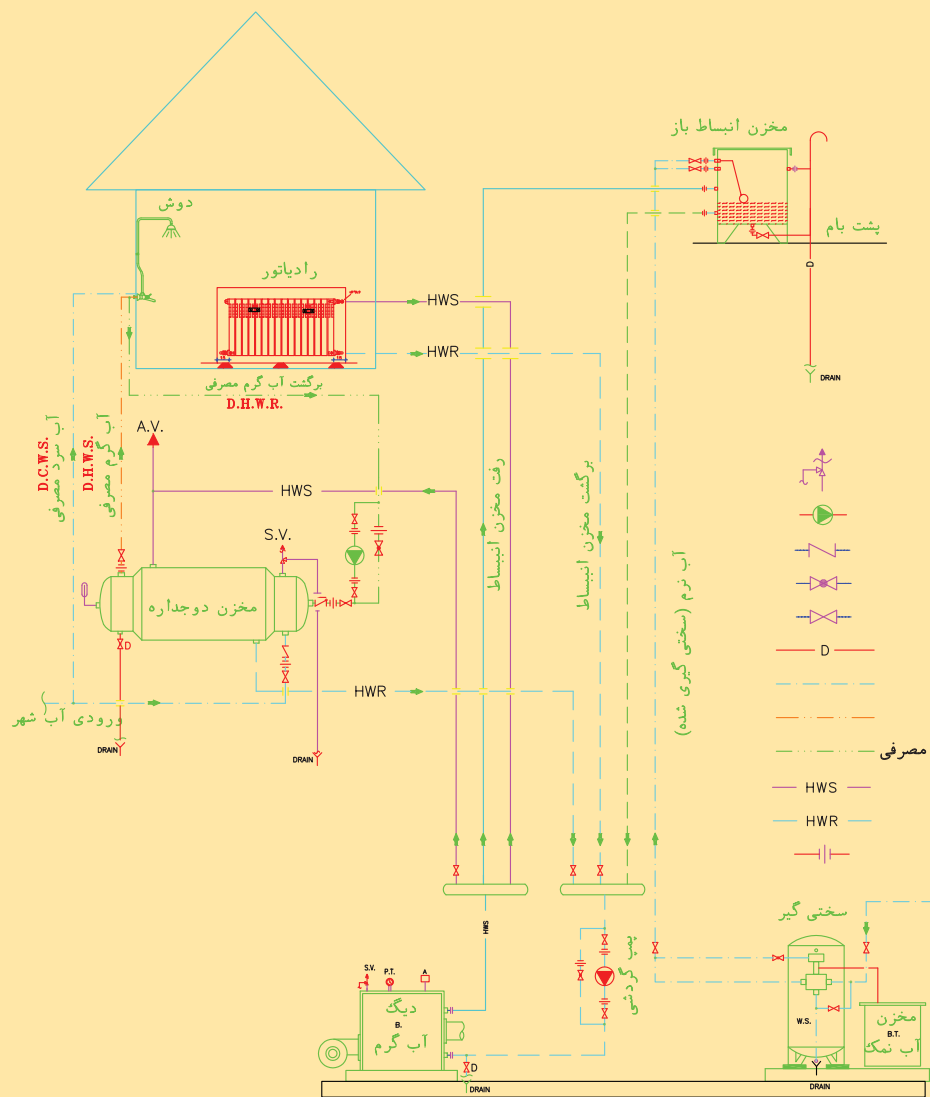 مخزن انبساط باز
دوش
پشت بام
رادیاتور
D
HWS
HWR
DRAIN
برگشت آب گرم مصرفی
D.H.W.R.
A.V.
آب سرد مصرفی
D.C.W.S.
آب گرم مصرفی
D.H.W.S.
HWS
رفت مخزن انبساط
برگشت مخزن انبساط
آب نرم (سختی گیری شده)
S.V.
مخزن دوجداره
D
D
HWR
ورودی آب شهر
مصرفی
DRAIN
DRAIN
HWS
HWR
سختی گیر
HWS
پمپ گردشی
S.V.
P.T.
A
دیگ
B.
آب گرم
W.S.
مخزن
B.T.
آب نمک
D
DRAIN
DRAIN